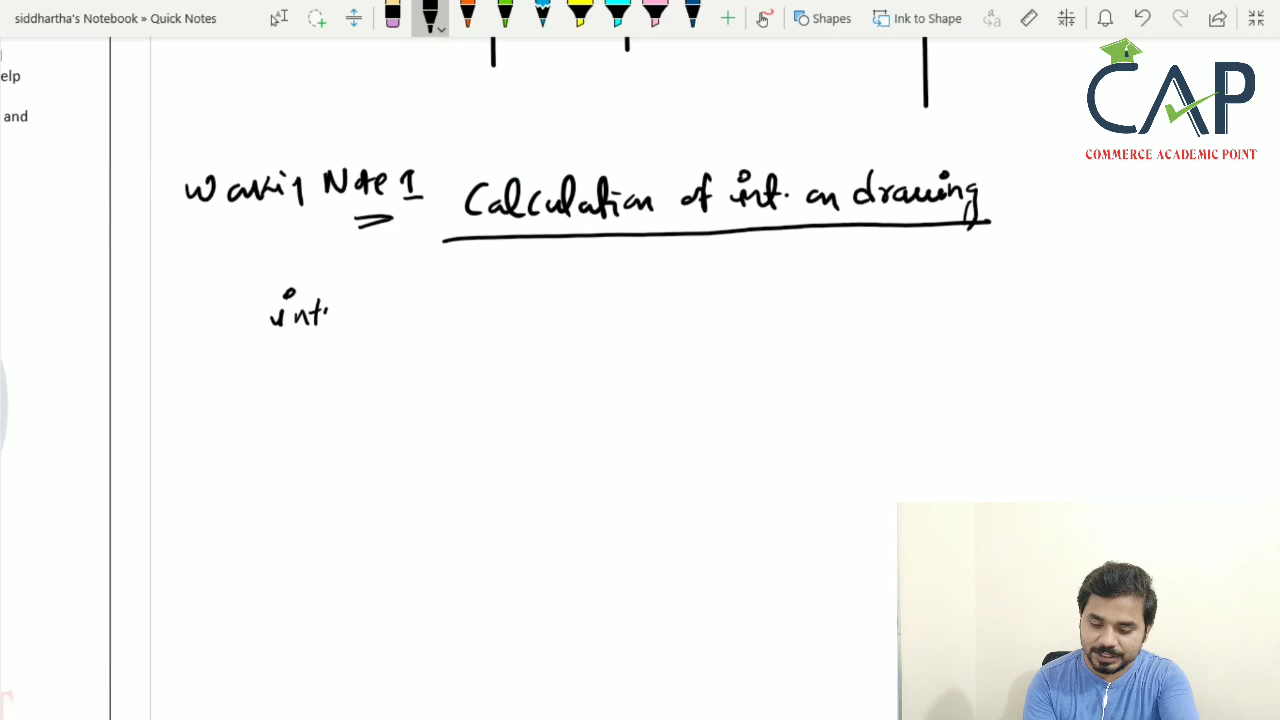 siddhartha's Notebook » Quick Notes
Shapes
Ink to Shape
elp
and
CAP
COMMERCE ACADEMIC POINT
Working Note 1 Calculation of int. on drawing
int.